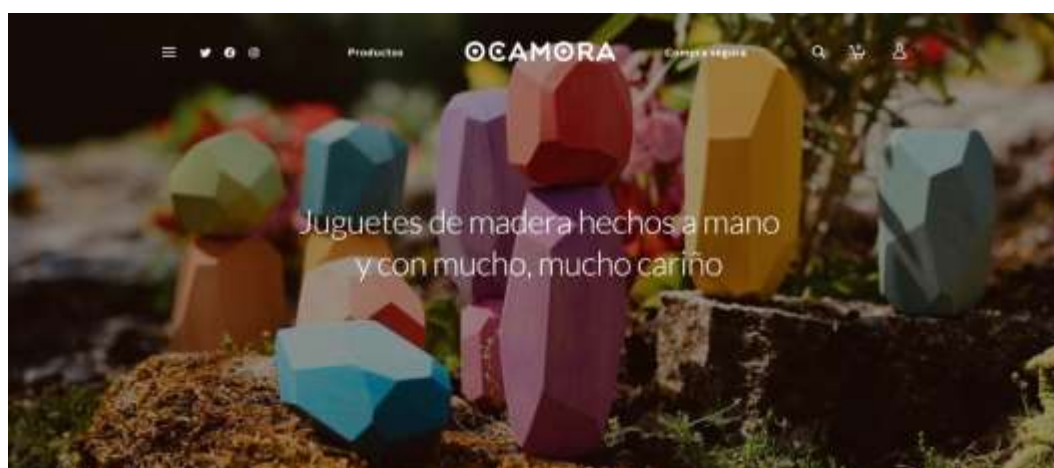 Productos
OCAMORA
Compra segura
Juguetes de madera hechos a mano
y con mucho, mucho cariño